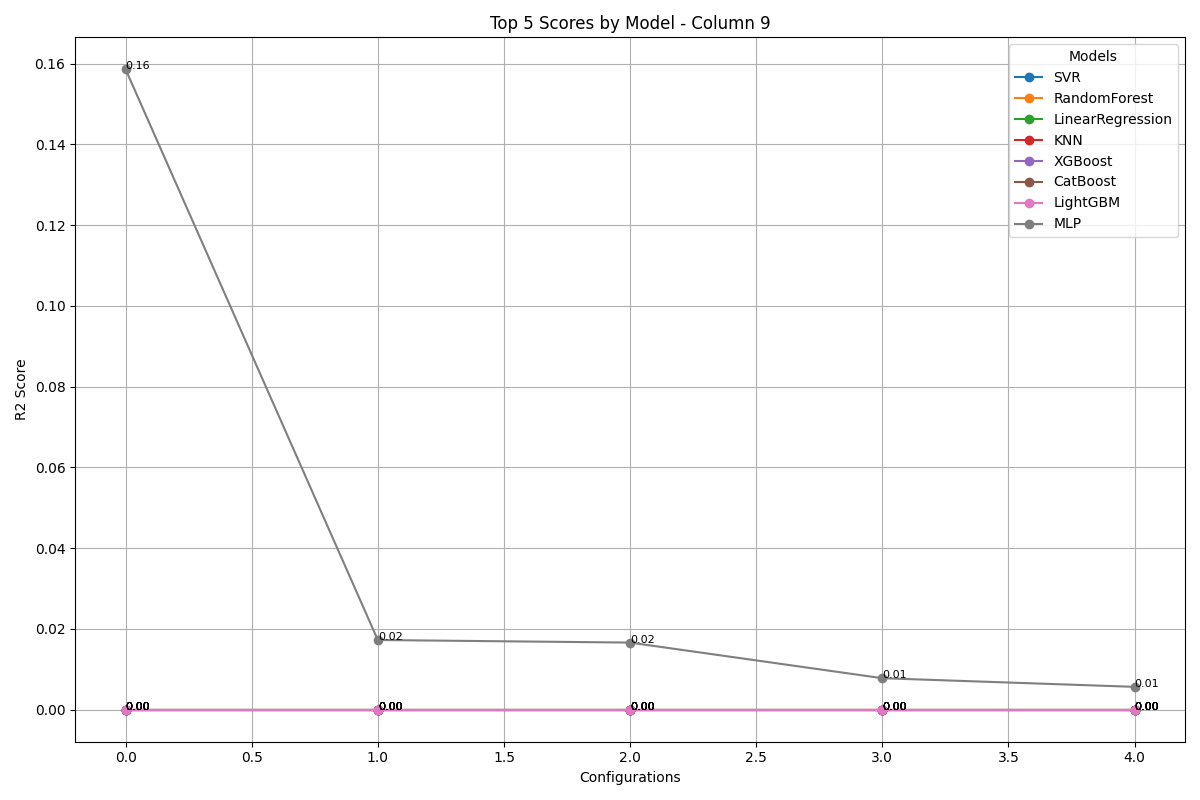 Top 5 Scores by Model - Column 9
R2 Score
0.16
0.14
0.12
0.10
0.08
0.06
0.04
0.02
0.00
0.16
0.02
0.02
0.01
0.01
0.00
0.00
0.00
0.00
0.00
Models
SVR
RandomForest
LinearRegression
KNN
XGBoost
CatBoost
LightGBM
MLP
0.0 0.5 1.0 1.5 2.0 2.5 3.0 3.5 4.0
Configurations